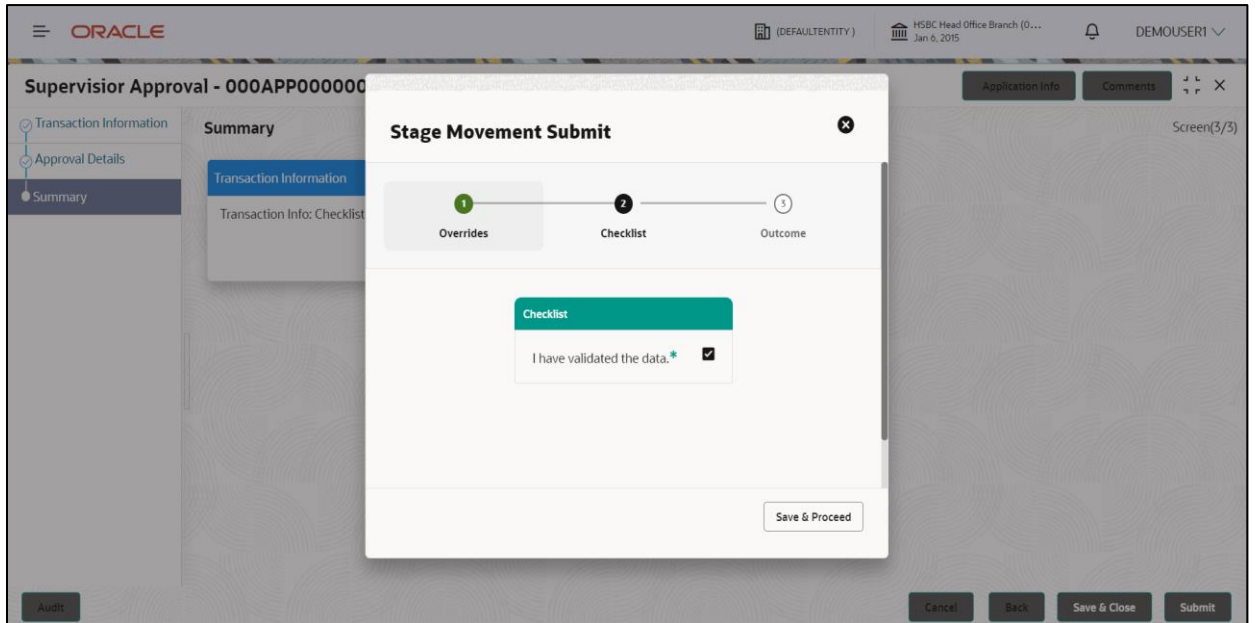 ORACLE
(DEFAULTENTITY)
HSBC Head Office Branch (0...
Jan 6, 2015
DEMOUSER1
Supervisior Approval - 000APP000000
Application Info
Comments
Transaction Information
Approval Details
Summary
Summary
Screen(3/3)
Transaction Information
Transaction Info: Checklist
Stage Movement Submit
1
2
3
Overrides
Checklist
Outcome
Checklist
I have validated the data.*
Save & Proceed
Audit
Cancel
Back
Save & Close
Submit